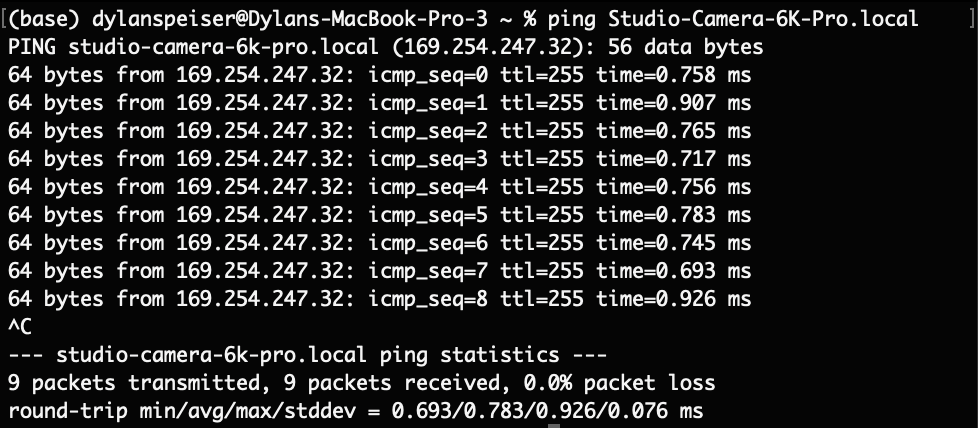 [(base) dylanspeiser@Dylans-MacBook-Pro-3 ~ % ping Studio-Camera-6K-Pro.local ]
PING studio-camera-6k-pro.local (169.254.247.32): 56 data bytes
64 bytes from 169.254.247.32: icmp_seq=0 ttl=255 time=0.758 ms
64 bytes from 169.254.247.32: icmp_seq=1 ttl=255 time=0.907 ms
64 bytes from 169.254.247.32: icmp_seq=2 ttl=255 time=0.765 ms
64 bytes from 169.254.247.32: icmp_seq=3 ttl=255 time=0.717 ms
64 bytes from 169.254.247.32: icmp_seq=4 ttl=255 time=0.756 ms
64 bytes from 169.254.247.32: icmp_seq=5 ttl=255 time=0.783 ms
64 bytes from 169.254.247.32: icmp_seq=6 ttl=255 time=0.745 ms
64 bytes from 169.254.247.32: icmp_seq=7 ttl=255 time=0.693 ms
64 bytes from 169.254.247.32: icmp_seq=8 ttl=255 time=0.926 ms
^C
--- studio-camera-6k-pro.local ping statistics ---
9 packets transmitted, 9 packets received, 0.0% packet loss
round-trip min/avg/max/stddev = 0.693/0.783/0.926/0.076 ms